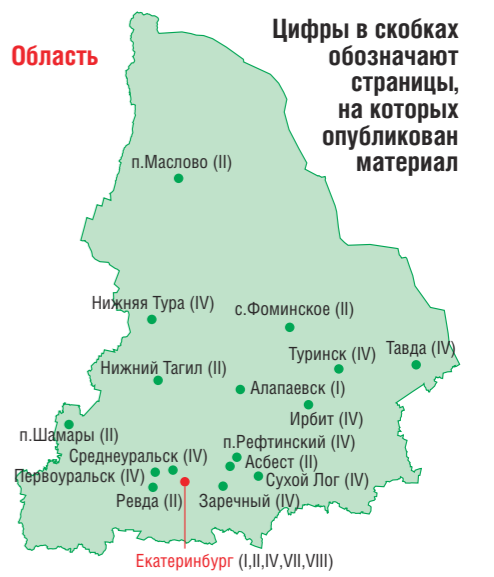 Область
Цифры в скобках
обозначают
страницы,
на которых
опубликован
материал
п.Маслово (II)
Нижняя Тура (IV)
с.Фоминское (II)
Туринск (IV)
Тавда (IV)
Нижний Тагил (II)
Алапаевск (I)
Ирбит (IV)
п.Шамары (II)
п.Рефтинский (IV)
Среднеуральск (IV)
Асбест (II)
Первоуральск (IV)
Сухой Лог (IV)
Ревда (II)
Заречный (IV)
Екатеринбург (I,II,IV,VII,VIII)